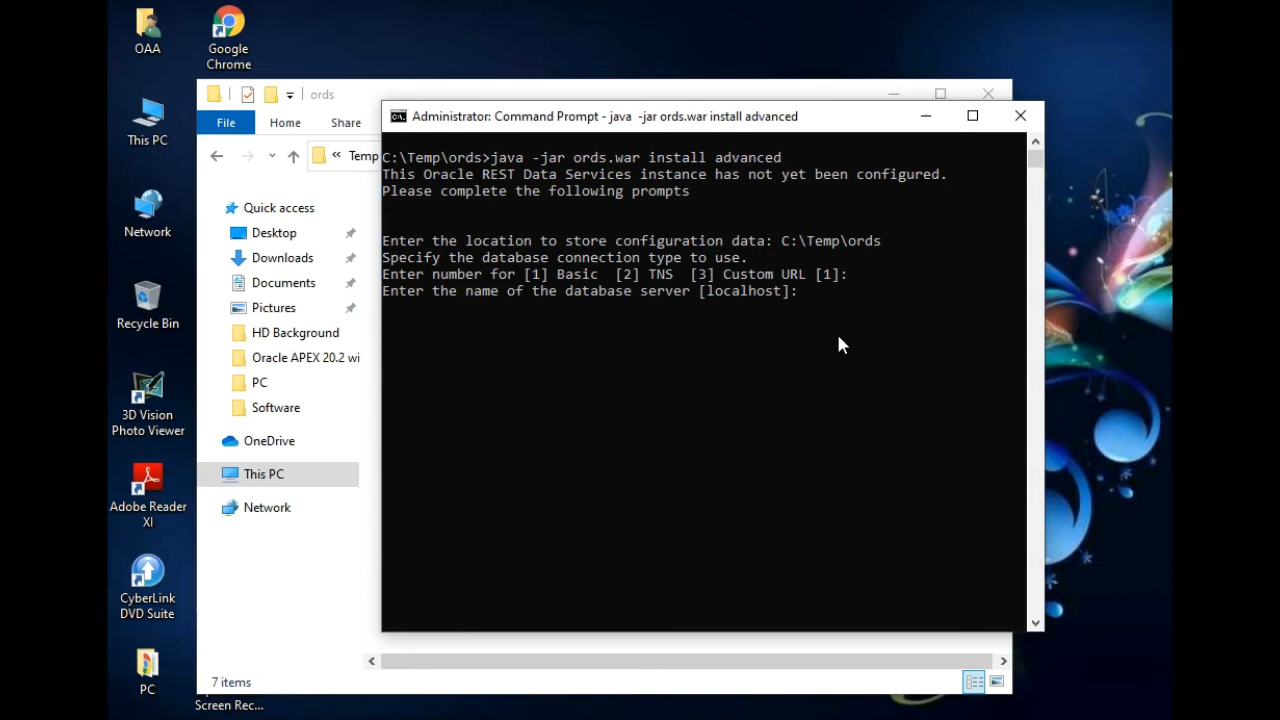 OAA
Google
Chrome
This PC
Network
Recycle Bin
3D Vision
Photo Viewer
Adobe Reader
XI
CyberLink
DVD Suite
PC
Screen Rec...
ords
File
Home
Share
« Temp
Quick access
Desktop
Downloads
Documents
Pictures
HD Background
Oracle APEX 20.2 wi
PC
Software
OneDrive
This PC
Network
7 items
Administrator: Command Prompt - java  -jar ords.war install advanced
C:\Temp\ords>java -jar ords.war install advanced
This Oracle REST Data Services instance has not yet been configured.
Please complete the following prompts
Enter the location to store configuration data: C:\Temp\ords
Specify the database connection type to use.
Enter number for [1] Basic  [2] TNS  [3] Custom URL [1]:
Enter the name of the database server [localhost]: